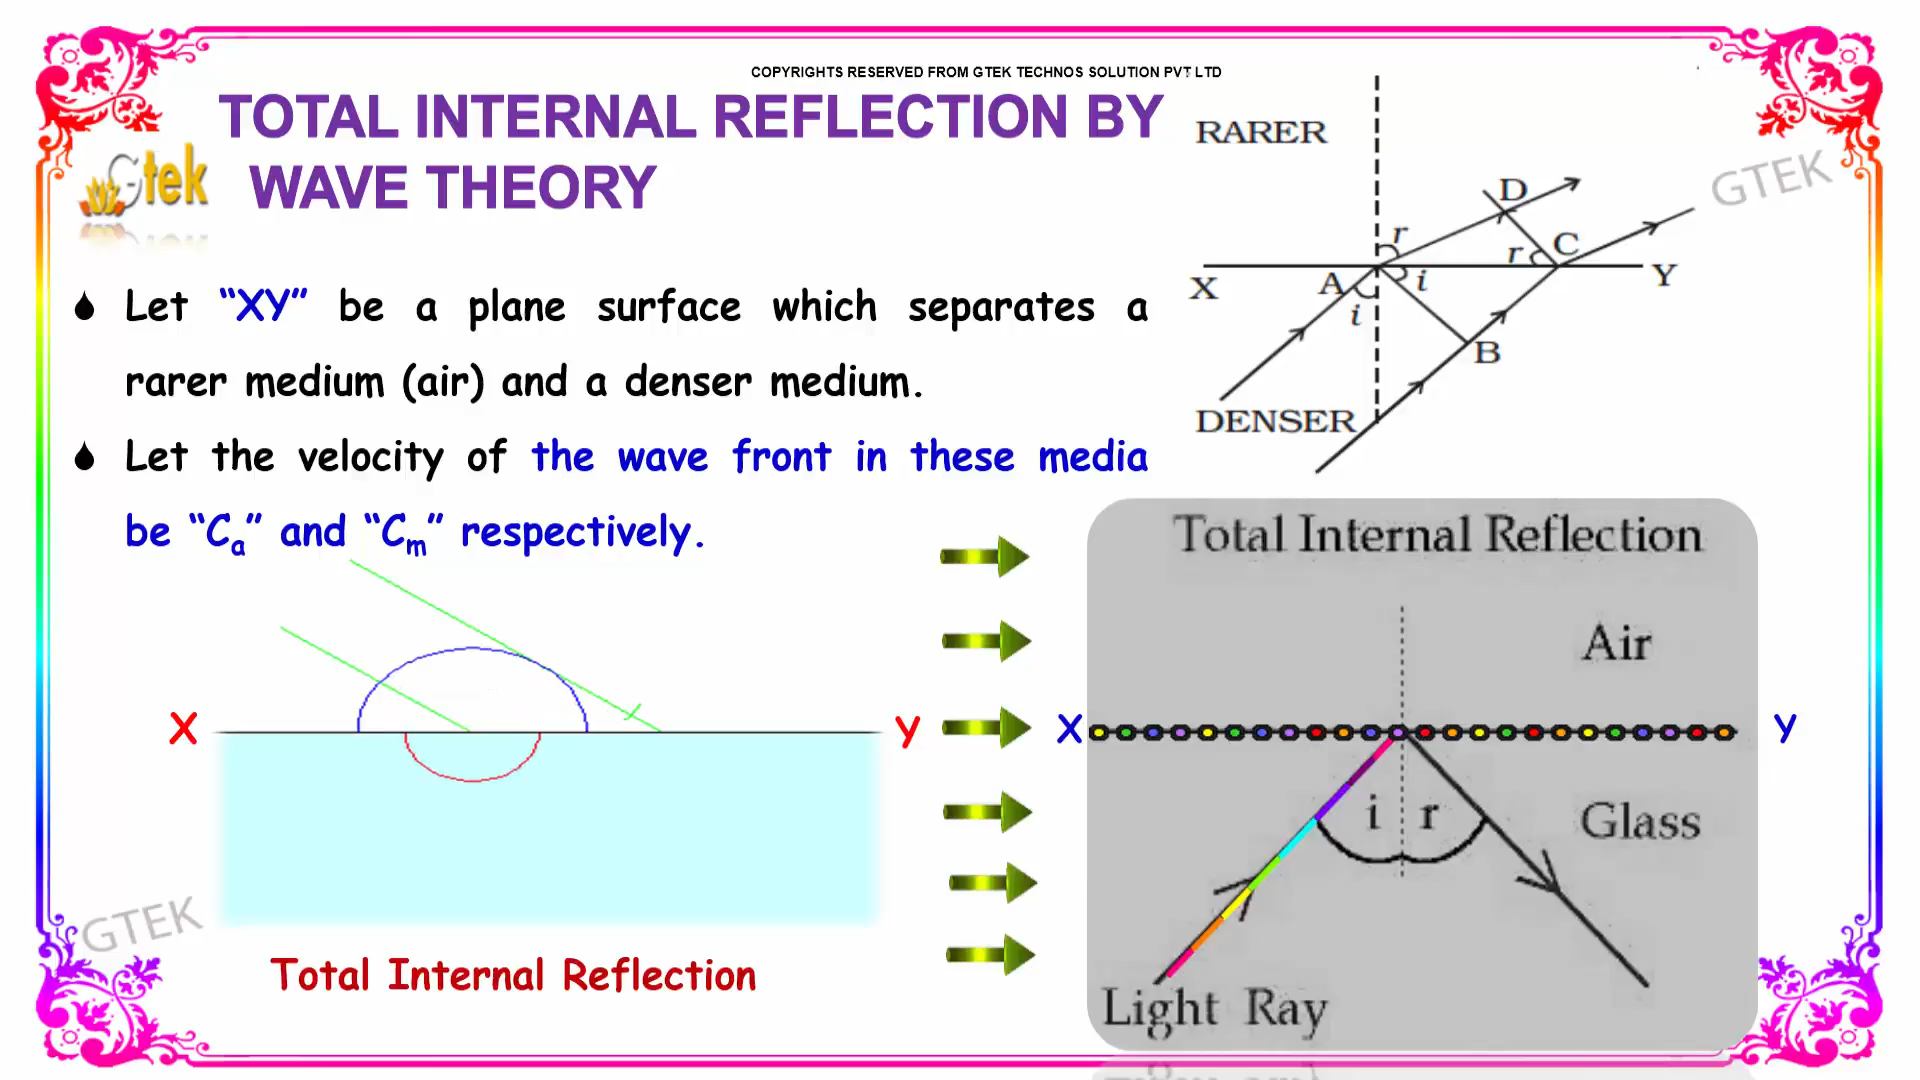 COPYRIGHTS RESERVED FROM GTEK TECHNOS SOLUTION PVT LTD
TOTAL INTERNAL REFLECTION BY
WAVE THEORY
Gtek
Let “XY” be a plane surface which separates a
rarer medium (air) and a denser medium.
Let the velocity of the wave front in these media
be “Ca” and “Cm” respectively.
RARER
GTEK
D
r
r
C
X
A
i
Y
i
B
DENSER
Total Internal Reflection
Air
X
Y
X
Y
i
r
Glass
GTEK
Total Internal Reflection
Light Ray